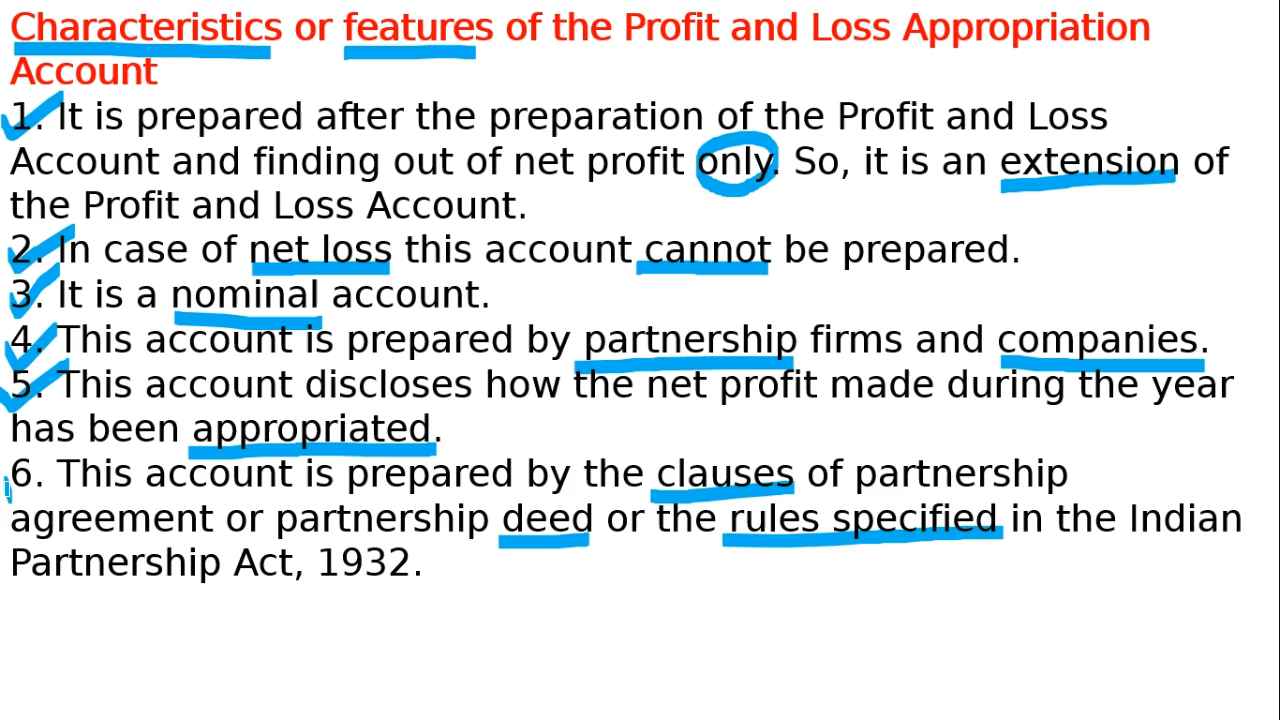 Characteristics or features of the Profit and Loss Appropriation
Account
1. It is prepared after the preparation of the Profit and Loss
Account and finding out of net profit only. So, it is an extension of
the Profit and Loss Account.
2. In case of net loss this account cannot be prepared.
3. It is a nominal account.
4. This account is prepared by partnership firms and companies.
5. This account discloses how the net profit made during the year
has been appropriated.
6. This account is prepared by the clauses of partnership
agreement or partnership deed or the rules specified in the Indian
Partnership Act, 1932.